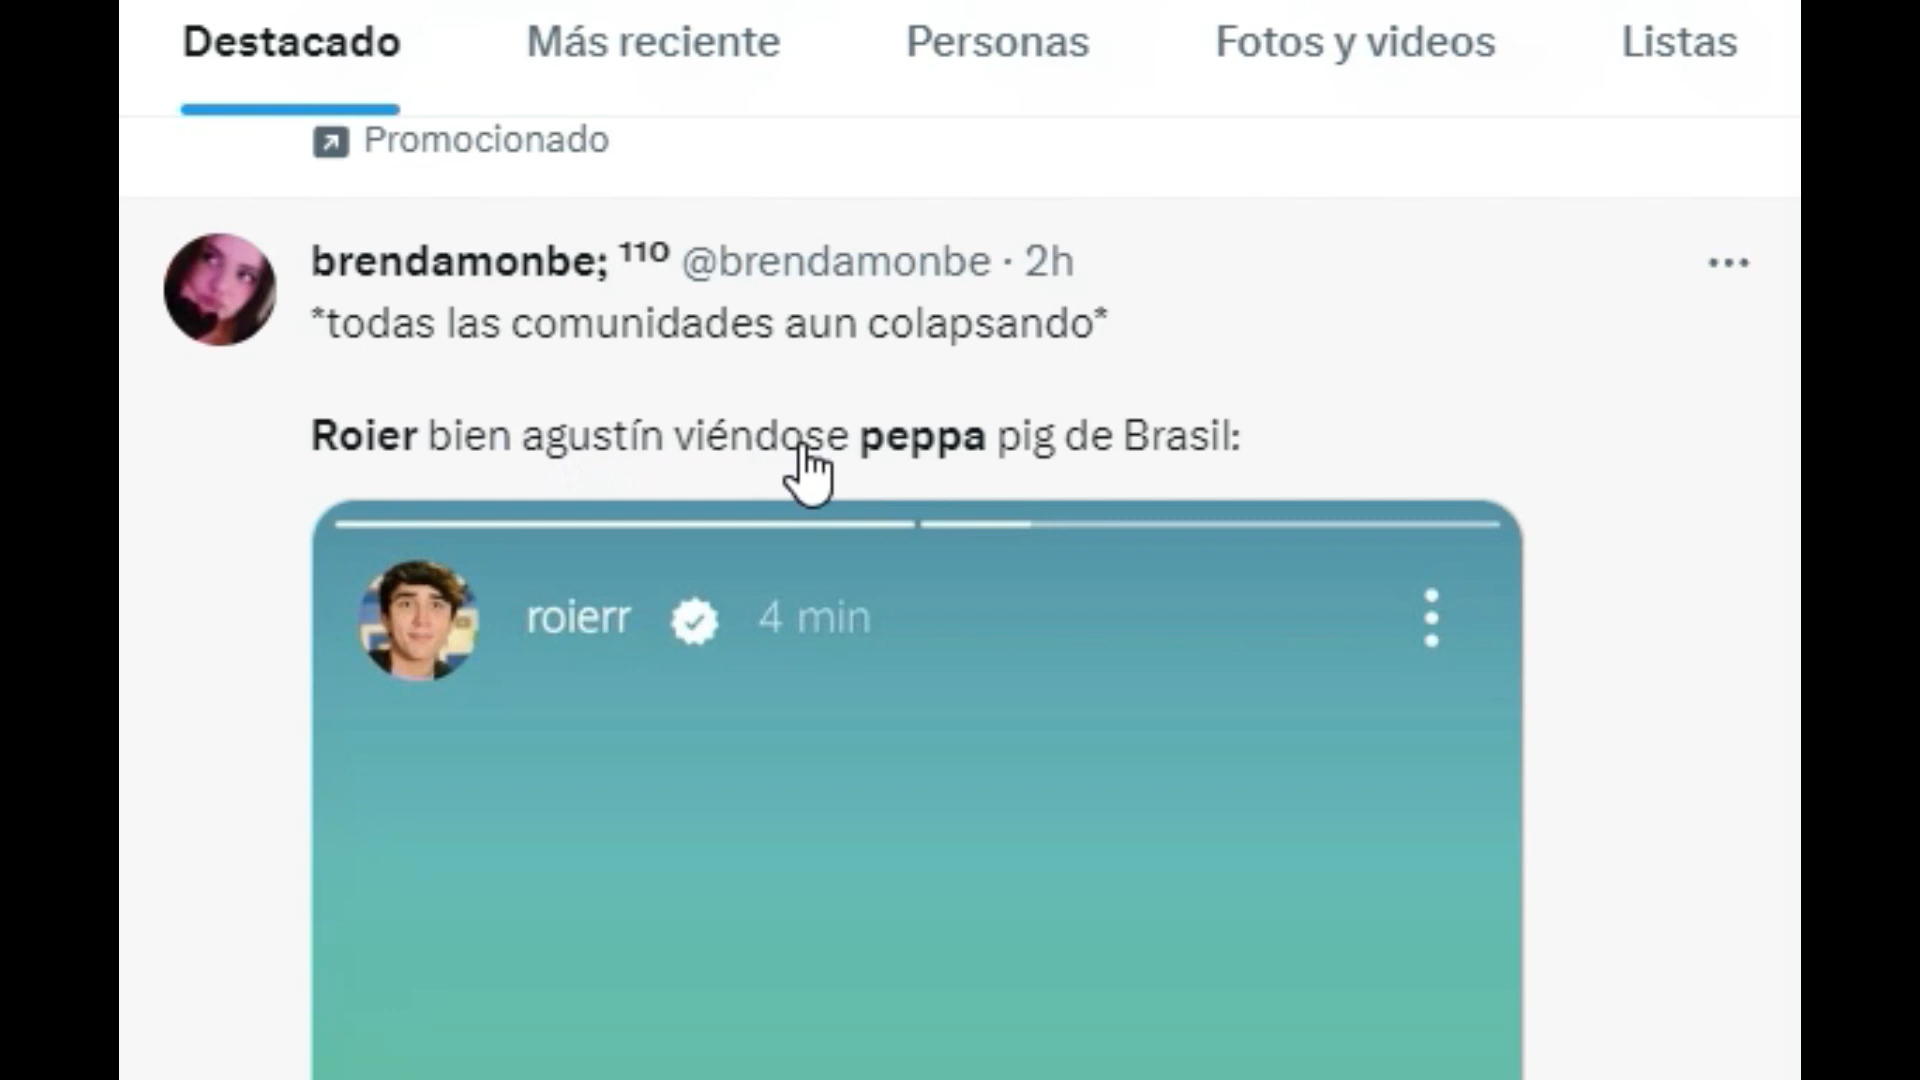 Destacado Más reciente Personas Fotos y videos Listas
Promocionado
brendamonbe; ¹¹⁰ @brendamonbe · 2h
*todas las comunidades aun colapsando*
Roier bien agustín viéndose peppa pig de Brasil:
roierr 4 min